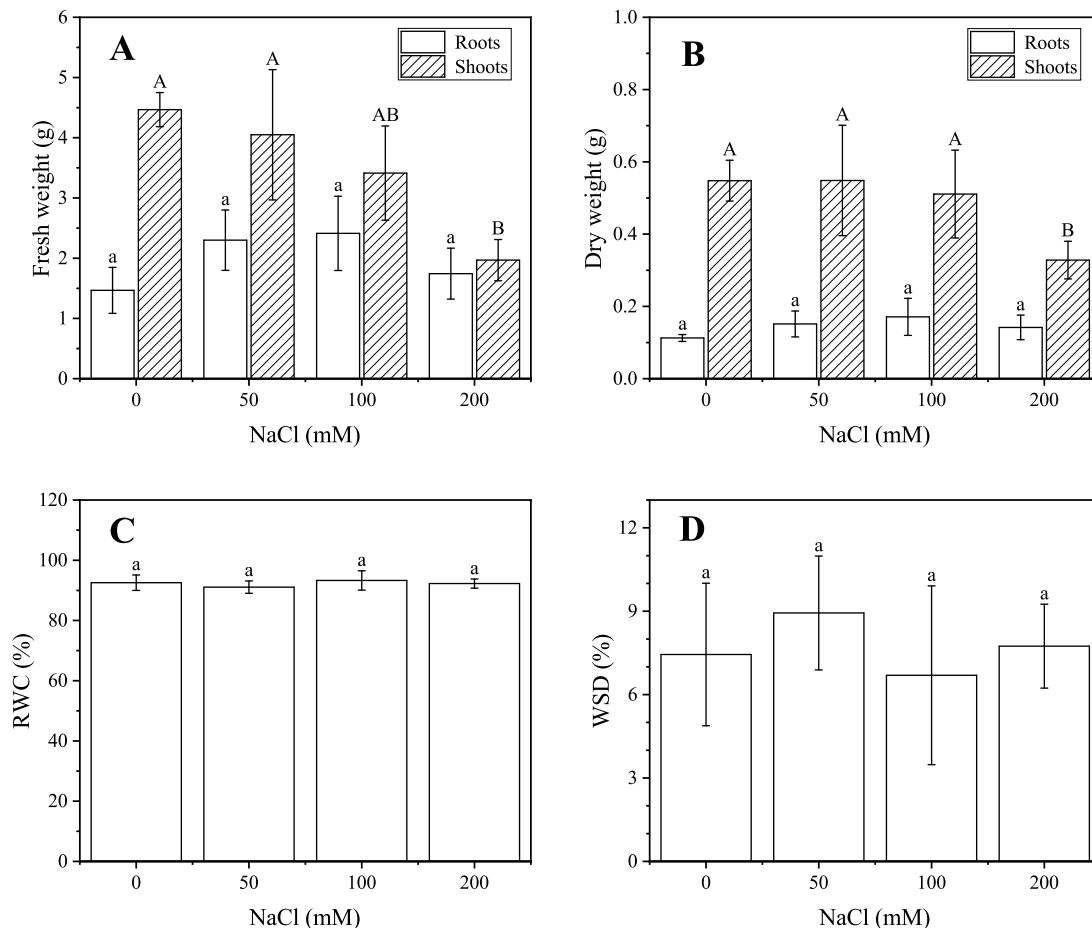 A
Roots
Shoots
Fresh weight (g)
6
5
4
3
2
1
0
a A
a A
a AB
a B
0 50 100 200
NaCl (mM)
B
Roots
Shoots
Dry weight (g)
1.0
0.8
0.6
0.4
0.2
0.0
a A
a A
a A
a B
0 50 100 200
NaCl (mM)
C
RWC (%)
120
100
80
60
40
20
0
a a a a
0 50 100 200
NaCl (mM)
D
WSD (%)
12
9
6
3
0
a a a a
0 50 100 200
NaCl (mM)